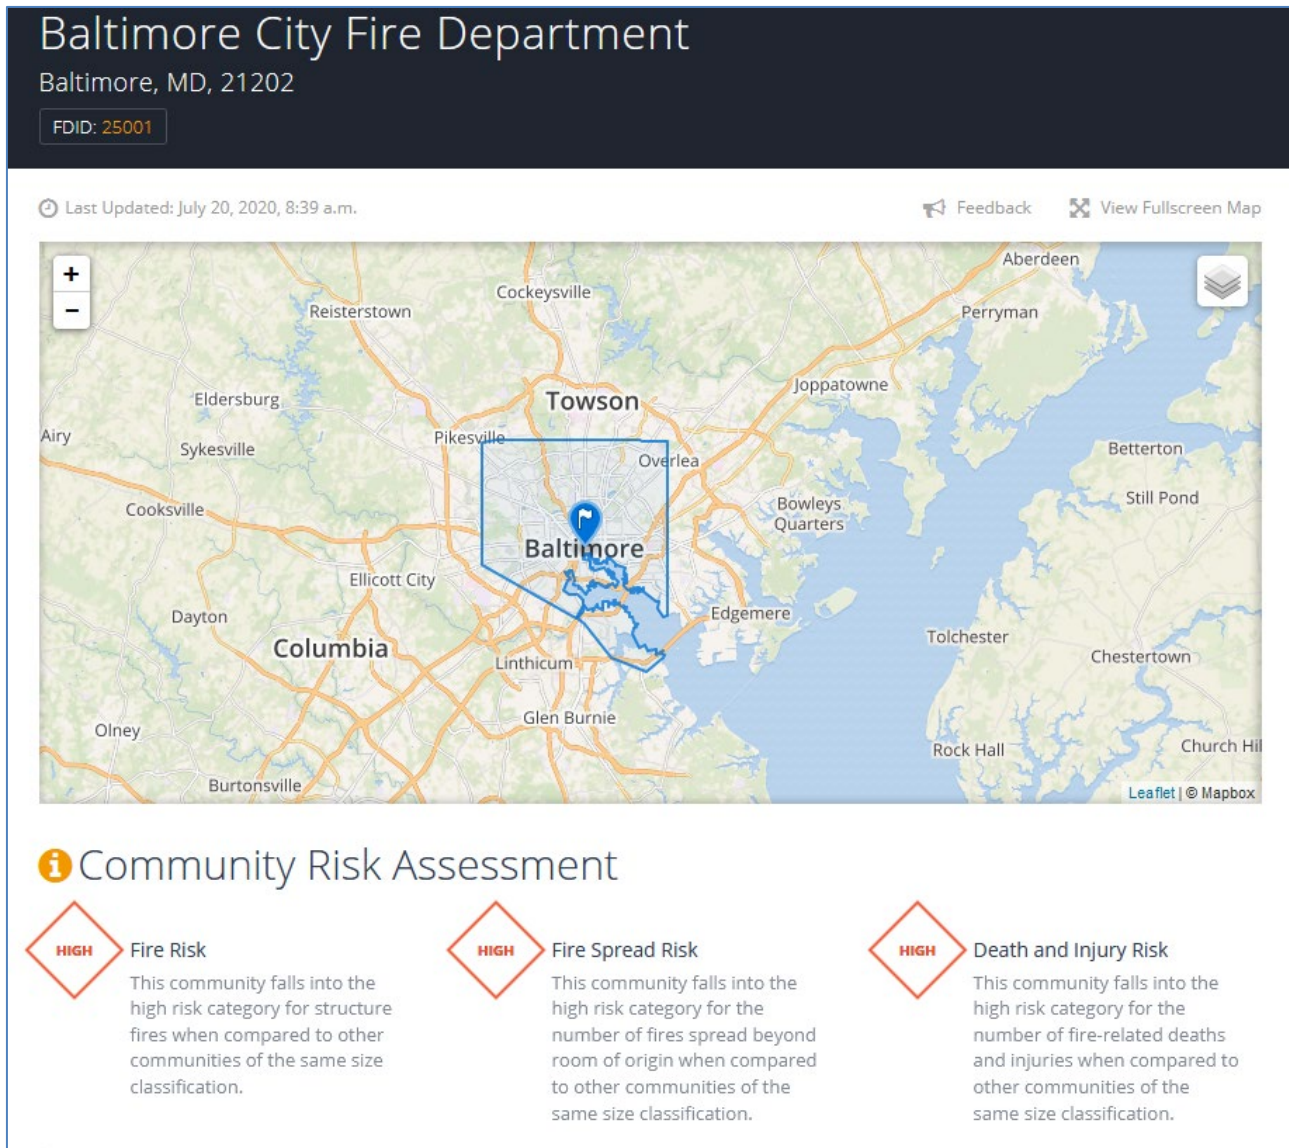 Baltimore City Fire Department
Baltimore, MD, 21202
FDID: 25001
Last Updated: July 20, 2020, 8:39 a.m.
Feedback
View Fullscreen Map
+
−
Aberdeen
Cockeysville
Reisterstown
Perryman
Joppatowne
Eldersburg
Towson
Airy
Pikesville
Sykesville
Overlea
Betterton
Still Pond
Cooksville
Bowleys
Quarters
Baltimore
Ellicott City
Dayton
Edgemere
Columbia
Tolchester
Linthicum
Chestertown
Glen Burnie
Olney
Rock Hall
Church Hil
Burtonsville
Leaflet | © Mapbox
Community Risk Assessment
HIGH
Fire Risk
This community falls into the
high risk category for structure
fires when compared to other
communities of the same size
classification.
HIGH
Fire Spread Risk
This community falls into the
high risk category for the
number of fires spread beyond
room of origin when compared
to other communities of the
same size classification.
HIGH
Death and Injury Risk
This community falls into the
high risk category for the
number of fire-related deaths
and injuries when compared to
other communities of the
same size classification.